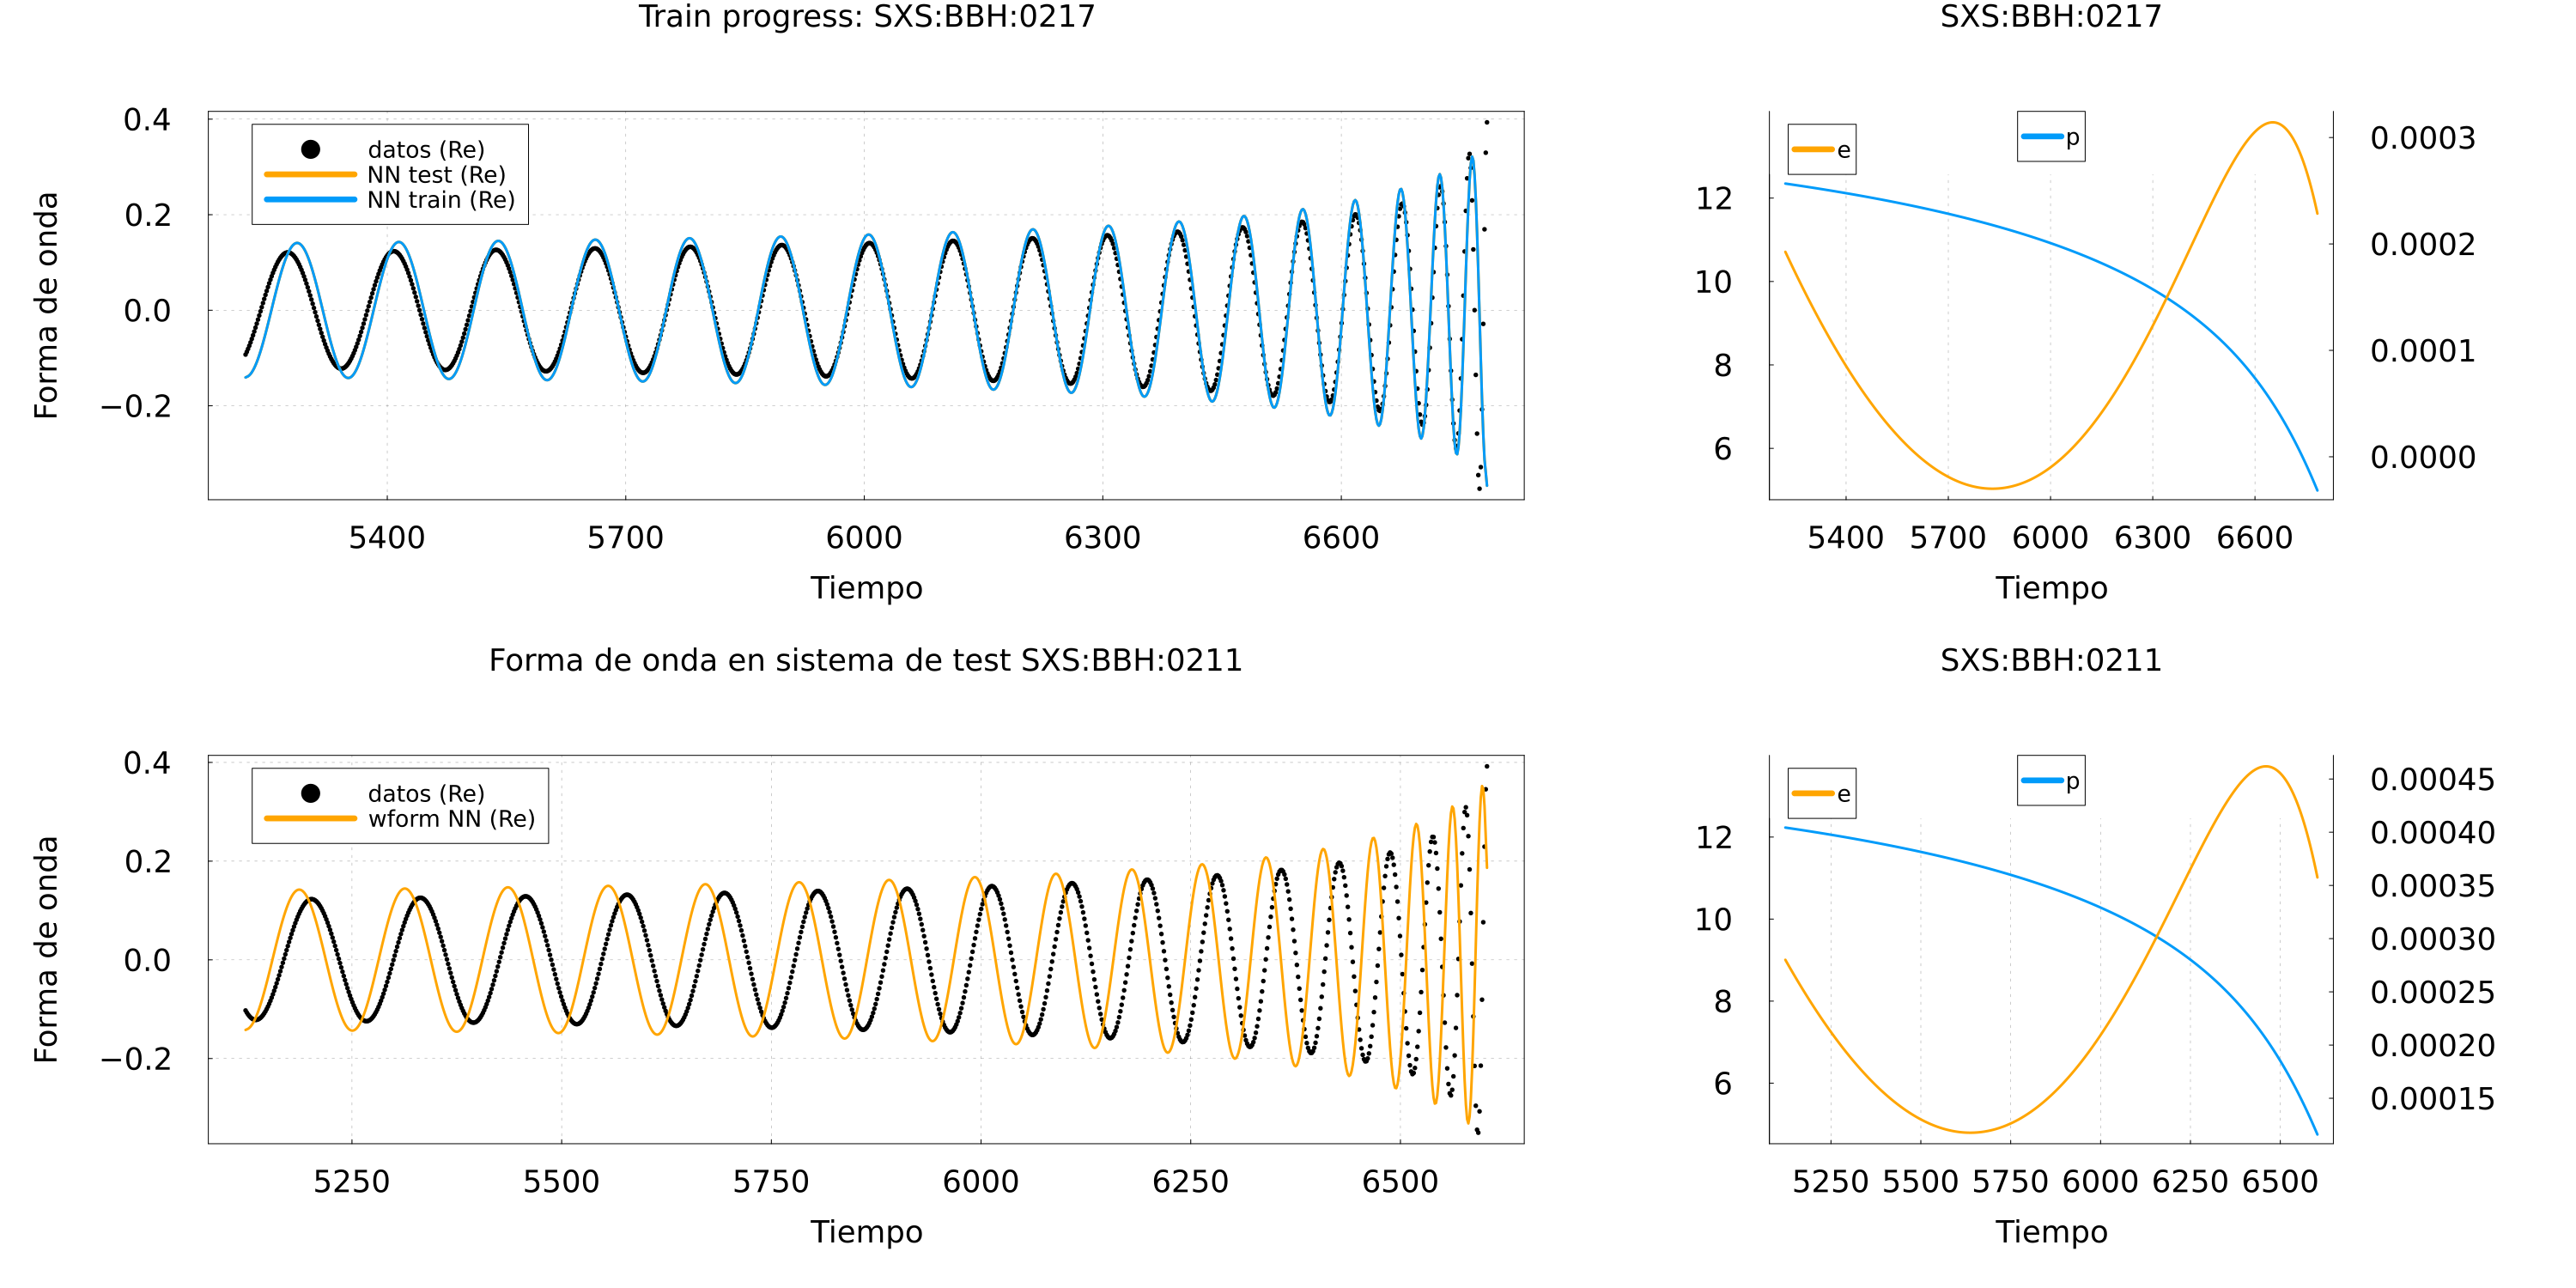 Train progress: SXS:BBH:0217
SXS:BBH:0217
Forma de onda
0.4
0.2
0.0
−0.2
datos (Re)
NN test (Re)
NN train (Re)
5400 5700 6000 6300 6600
Tiempo
e
p
12
10
8
6
0.0003
0.0002
0.0001
0.0000
5400 5700 6000 6300 6600
Tiempo
Forma de onda en sistema de test SXS:BBH:0211
SXS:BBH:0211
Forma de onda
0.4
0.2
0.0
−0.2
datos (Re)
wform NN (Re)
5250 5500 5750 6000 6250 6500
Tiempo
e
p
12
10
8
6
0.00045
0.00040
0.00035
0.00030
0.00025
0.00020
0.00015
5250 5500 5750 6000 6250 6500
Tiempo